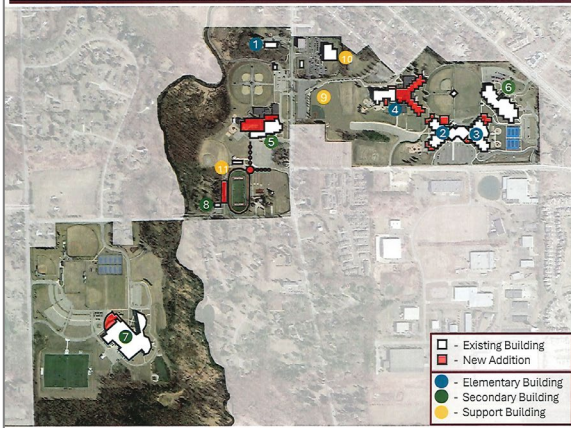 1
10
9
4
6
2
3
5
11
8
7
- Existing Building
- New Addition
- Elementary Building
- Secondary Building
- Support Building